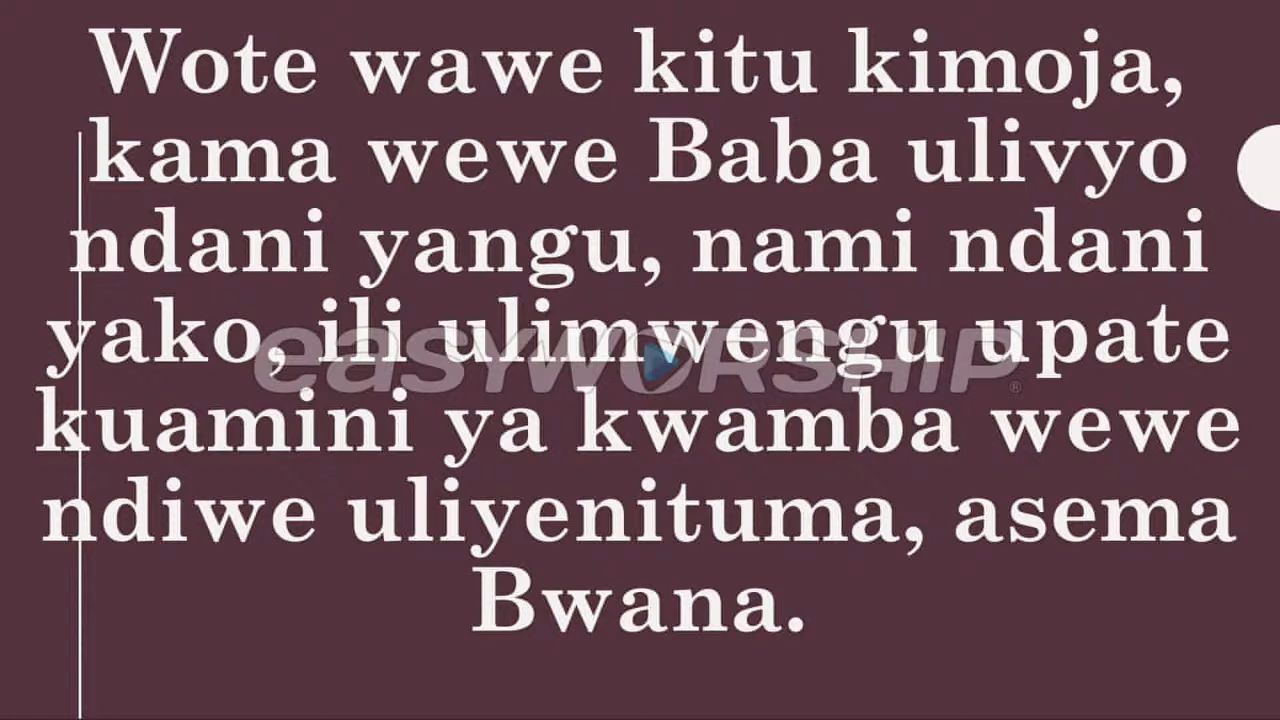 Wote wawe kitu kimoja,
kama wewe Baba ulivyo
ndani yangu, nami ndani
yako, ili ulimwengu upate
easyworship®
kuamini ya kwamba wewe
ndiwe uliyenituma, asema
Bwana.